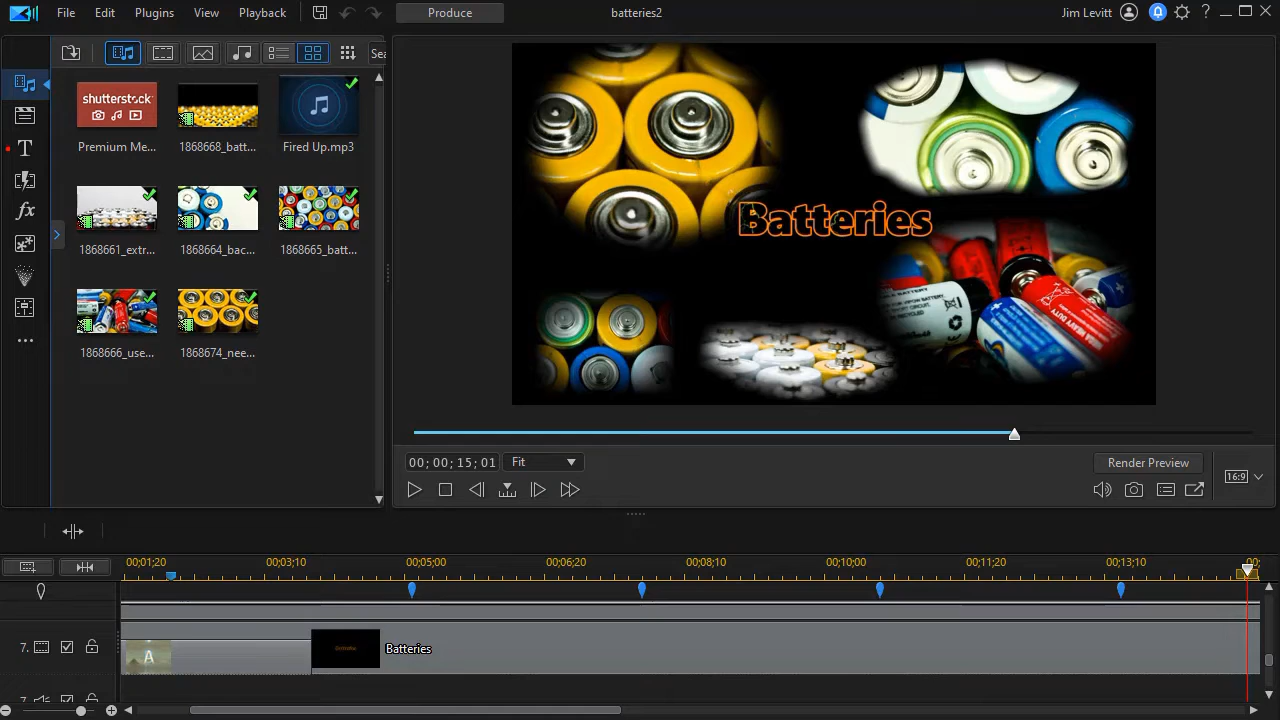 File Edit Plugins View Playback Produce batteries2 Jim Levitt ?
Sea
shutterstock
Premium Me... 1868668_batt... Fired Up.mp3
1868661_extr... 1868664_bac... 1868665_batt...
1868666_use... 1868674_nee...
Batteries
00; 00; 15; 01 Fit Render Preview 16:9
00;01;20 00;03;10 00;05;00 00;06;20 00;08;10 00;10;00 00;11;20 00;13;10 00;
7. A Batteries
7.